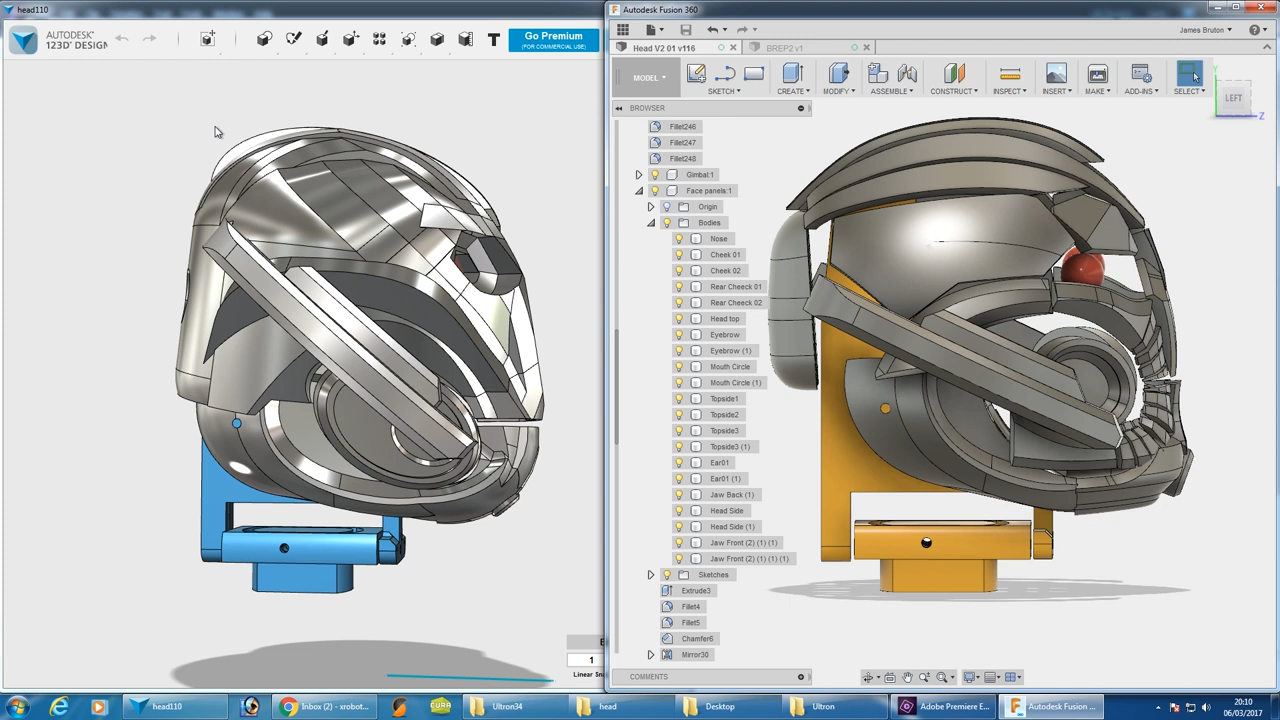 head110
AUTODESK
123D® DESIGN
T
Go Premium
(FOR COMMERCIAL USE)
1
Linear Sna
Autodesk Fusion 360
James Bruton
Head V2 01 v116
BREP2 v1
MODEL
SKETCH
CREATE
MODIFY
ASSEMBLE
CONSTRUCT
INSPECT
INSERT
MAKE
ADD-INS
SELECT
LEFT
Z
BROWSER
Fillet246
Fillet247
Fillet248
Gimbal:1
Face panels:1
Origin
Bodies
Nose
Cheek 01
Cheek 02
Rear Cheeck 01
Rear Cheeck 02
Head top
Eyebrow
Eyebrow (1)
Mouth Circle
Mouth Circle (1)
Topside1
Topside2
Topside3
Topside3 (1)
Ear01
Ear01 (1)
Jaw Back (1)
Head Side
Head Side (1)
Jaw Front (2) (1) (1)
Jaw Front (2) (1) (1) (1)
Sketches
Extrude3
Fillet4
Fillet5
Chamfer6
Mirror30
COMMENTS
head110
Inbox (2) - xrobot...
CURA
Ultron34
head
Desktop
Ultron
Adobe Premiere E...
Autodesk Fusion ...
20:10
06/03/2017